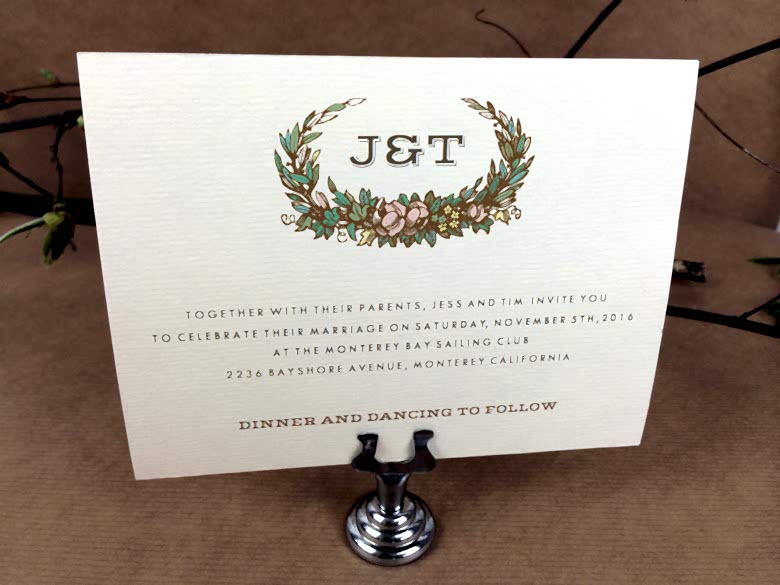 J&T
TOGETHER WITH THEIR PARENTS, JESS AND TIM INVITE YOU
TO CELEBRATE THEIR MARRIAGE ON SATURDAY, NOVEMBER 5TH, 2016
AT THE MONTEREY BAY SAILING CLUB
2236 BAYSHORE AVENUE, MONTEREY CALIFORNIA
DINNER AND DANCING TO FOLLOW